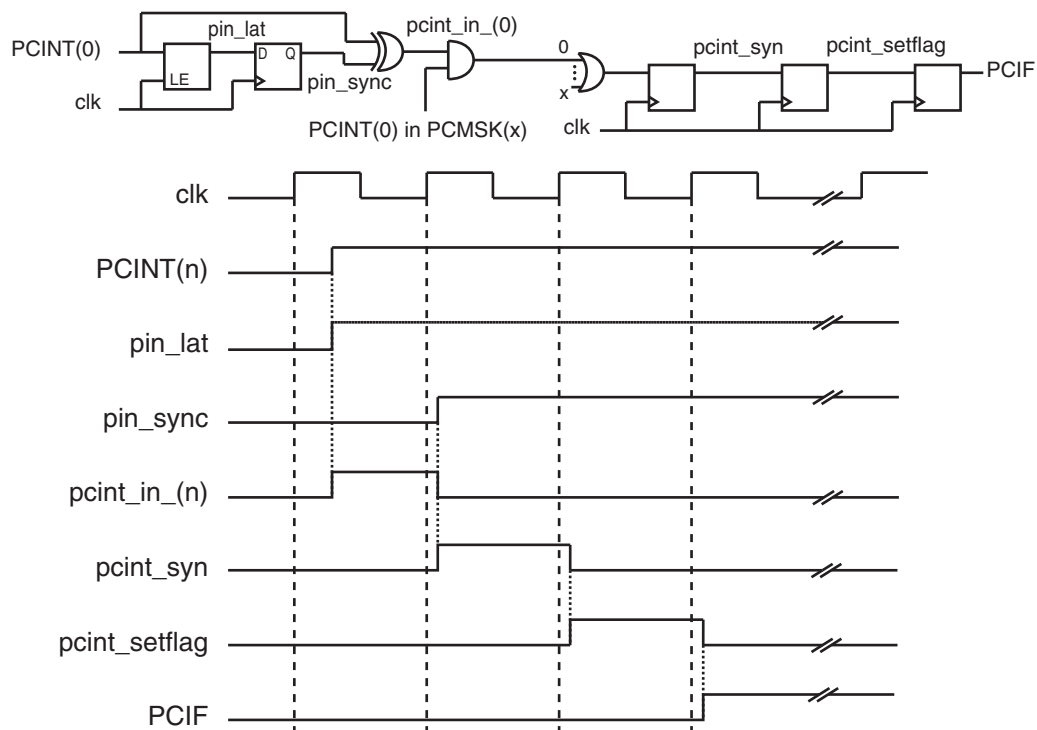 pin_lat
pcint_in_(0)
PCINT(0)
D Q
LE
pin_sync
clk
PCINT(0) in PCMSK(x)
0
x
clk
pcint_syn
pcint_setflag
PCIF
clk
PCINT(n)
pin_lat
pin_sync
pcint_in_(n)
pcint_syn
pcint_setflag
PCIF